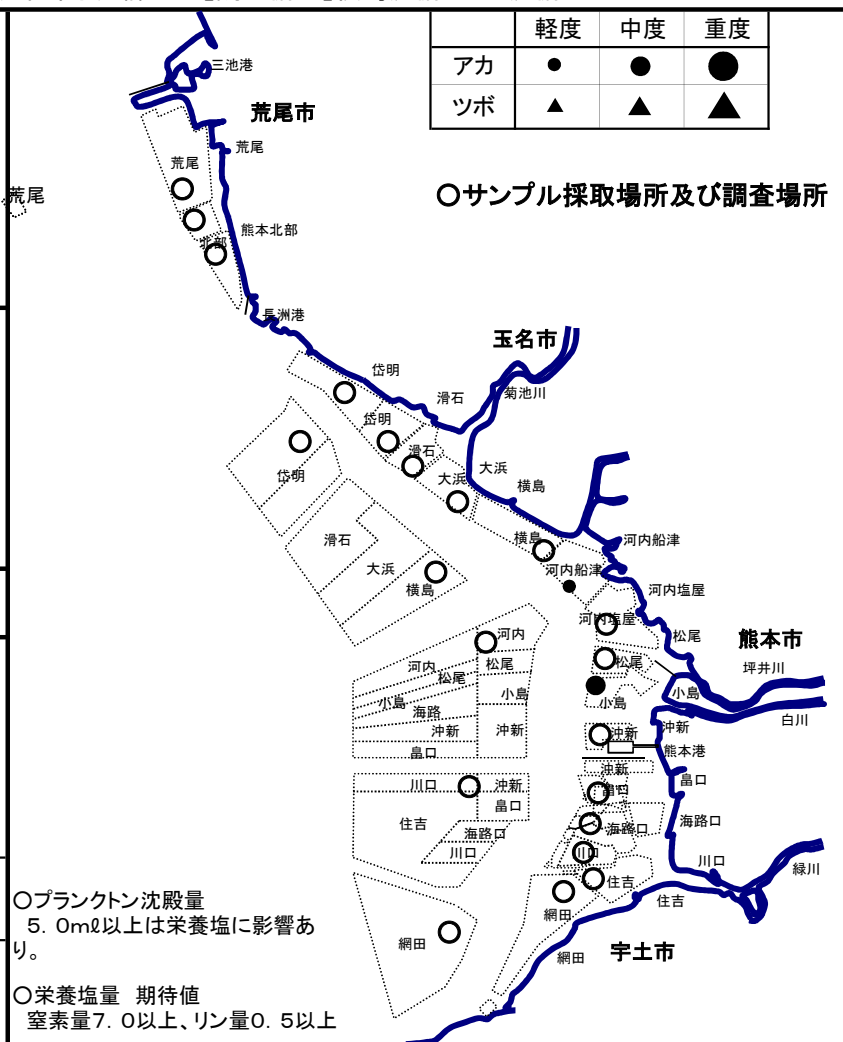 軽度 中度 重度
アカ
ツボ
○サンプル採取場所及び調査場所
三池港
荒尾市
荒尾
荒尾
荒尾
熊本北部
北部
長洲港
玉名市
岱明
菊池川
滑石
岱明
滑石
大浜
大浜
岱明
横島
横島
滑石
大浜
横島
河内船津
河内船津
河内塩屋
河内塩屋
松尾
熊本市
河内
河内
松尾
松尾
坪井川
松尾
小島
小島
小島
小島
白川
海路
沖新
沖新
沖新
沖新
畠口
熊本港
沖新
川口
沖新
畠口
畠口
畠口
住吉
海路口
海路口
海路口
川口
川口
川口
緑川
住吉
住吉
網田
網田
網田
宇土市
○プランクトン沈殿量
5．0mℓ以上は栄養塩に影響あ
り。
○栄養塩量 期待値
窒素量7．0以上、リン量0．5以上